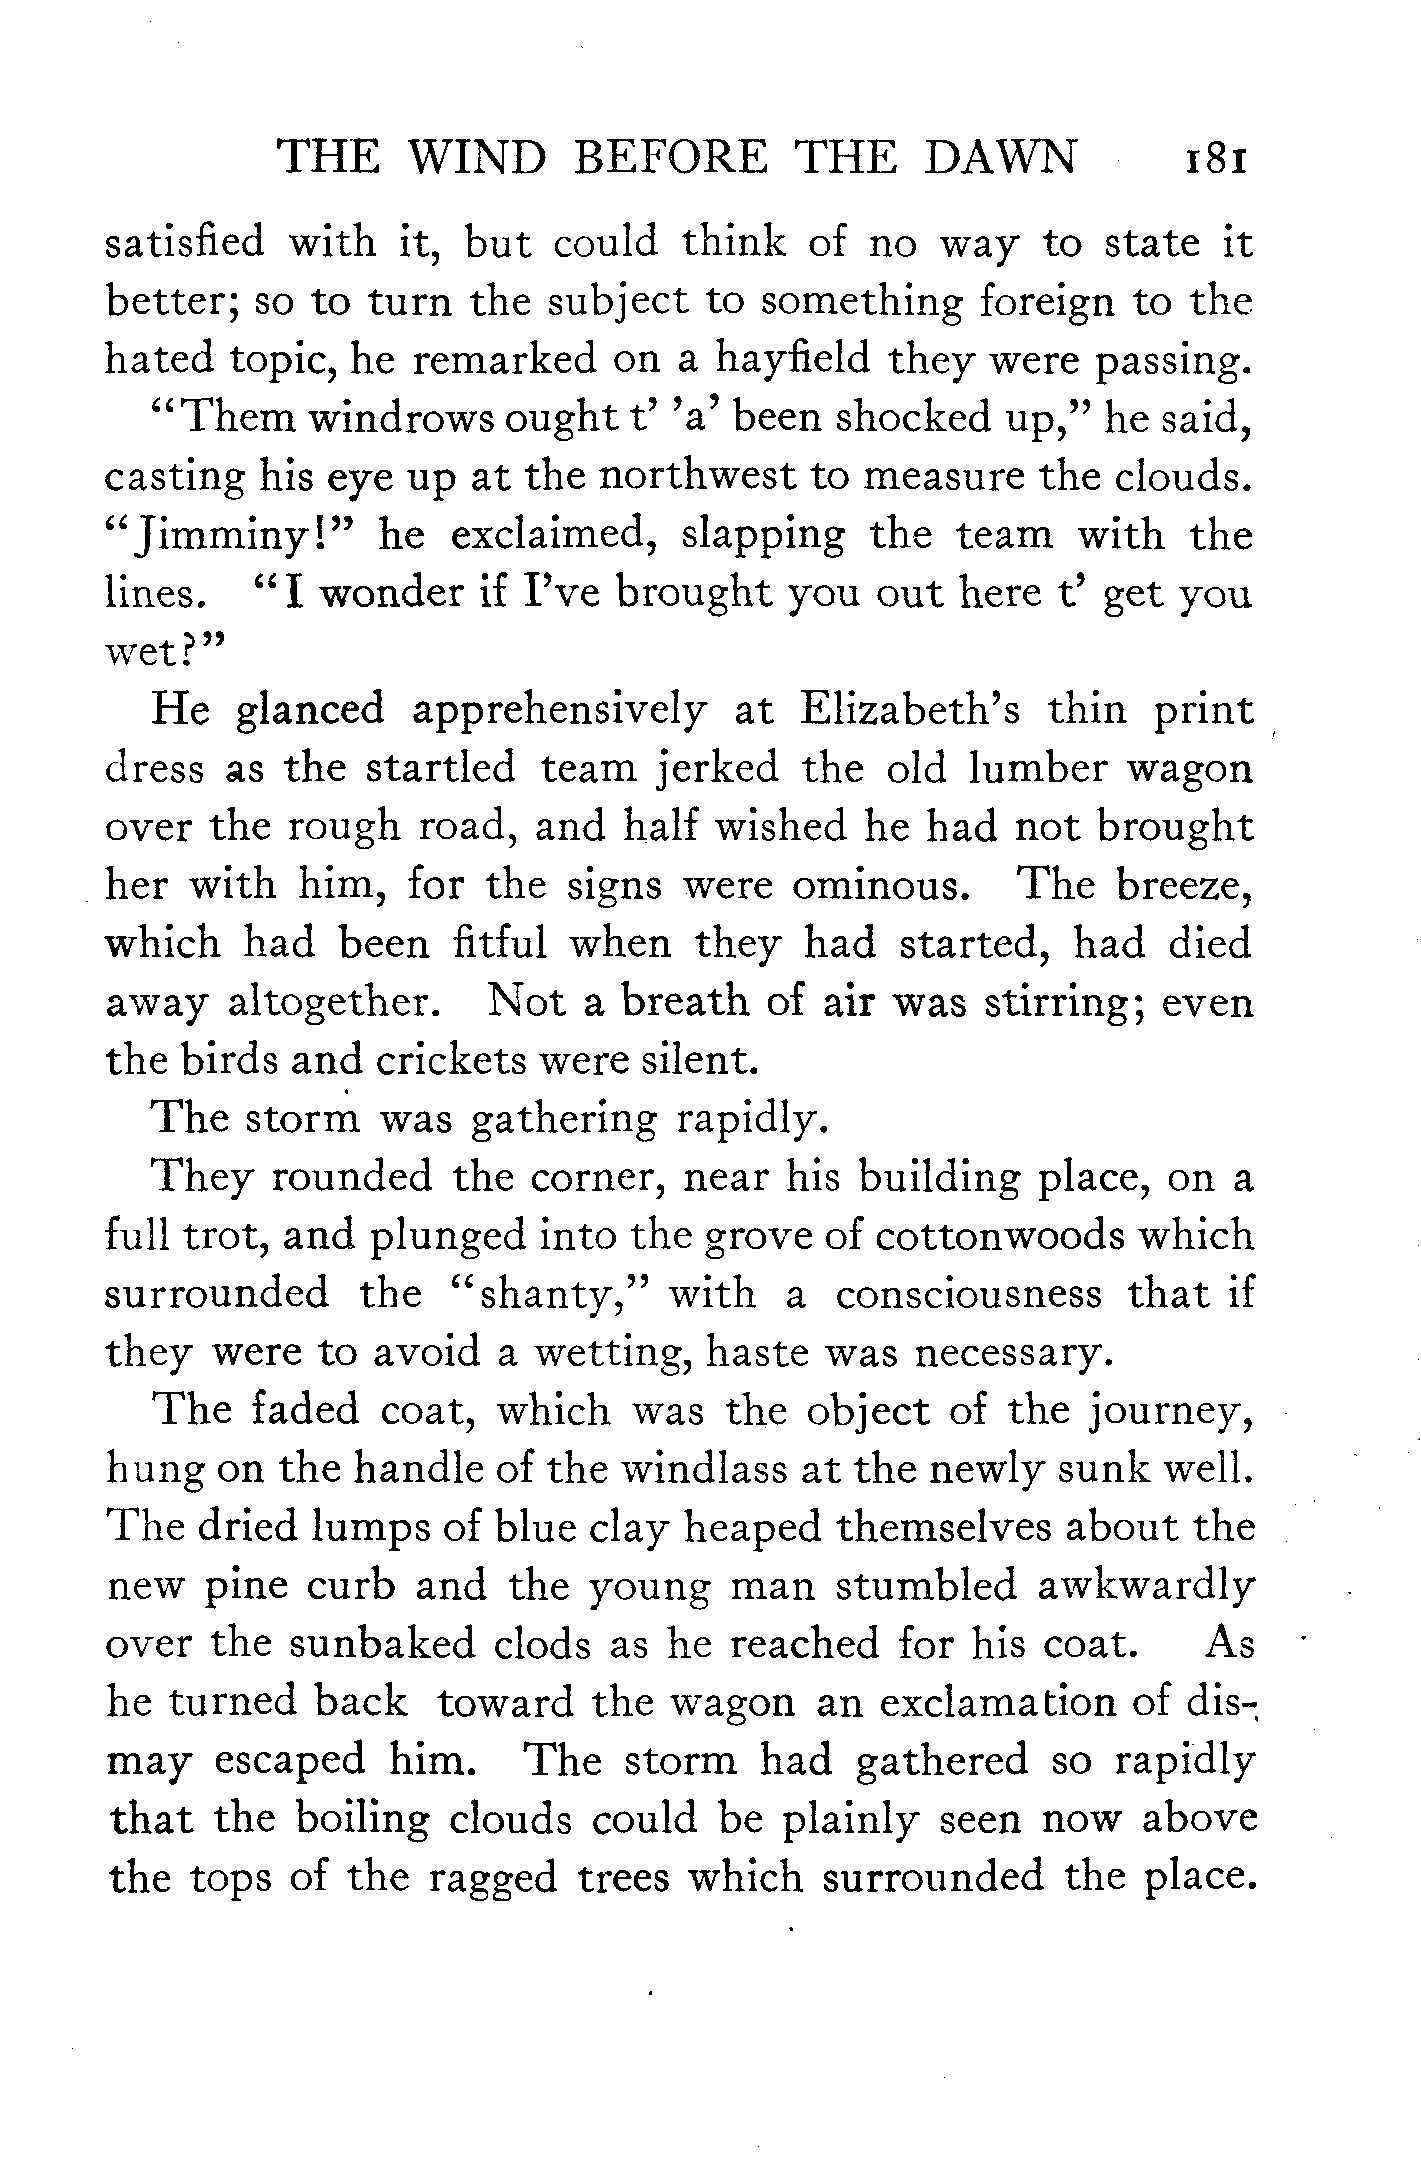 THE WIND BEFORE THE DAWN 181
satisfied with it, but could think of no way to state it
better; so to turn the subject to something foreign to the
hated topic, he remarked on a hayfield they were passing.
“Them windrows ought t’ ’a’ been shocked up,” he said,
casting his eye up at the northwest to measure the clouds.
“Jimminy!” he exclaimed, slapping the team with the
lines. “I wonder if I’ve brought you out here t’ get you
wet?”
He glanced apprehensively at Elizabeth’s thin print
dress as the startled team jerked the old lumber wagon
over the rough road, and half wished he had not brought
her with him, for the signs were ominous. The breeze,
which had been fitful when they had started, had died
away altogether. Not a breath of air was stirring; even
the birds and crickets were silent.
The storm was gathering rapidly.
They rounded the corner, near his building place, on a
full trot, and plunged into the grove of cottonwoods which
surrounded the “shanty,” with a consciousness that if
they were to avoid a wetting, haste was necessary.
The faded coat, which was the object of the journey,
hung on the handle of the windlass at the newly sunk well.
The dried lumps of blue clay heaped themselves about the
new pine curb and the young man stumbled awkwardly
over the sunbaked clods as he reached for his coat. As
he turned back toward the wagon an exclamation of dis-
may escaped him. The storm had gathered so rapidly
that the boiling clouds could be plainly seen now above
the tops of the ragged trees which surrounded the place.